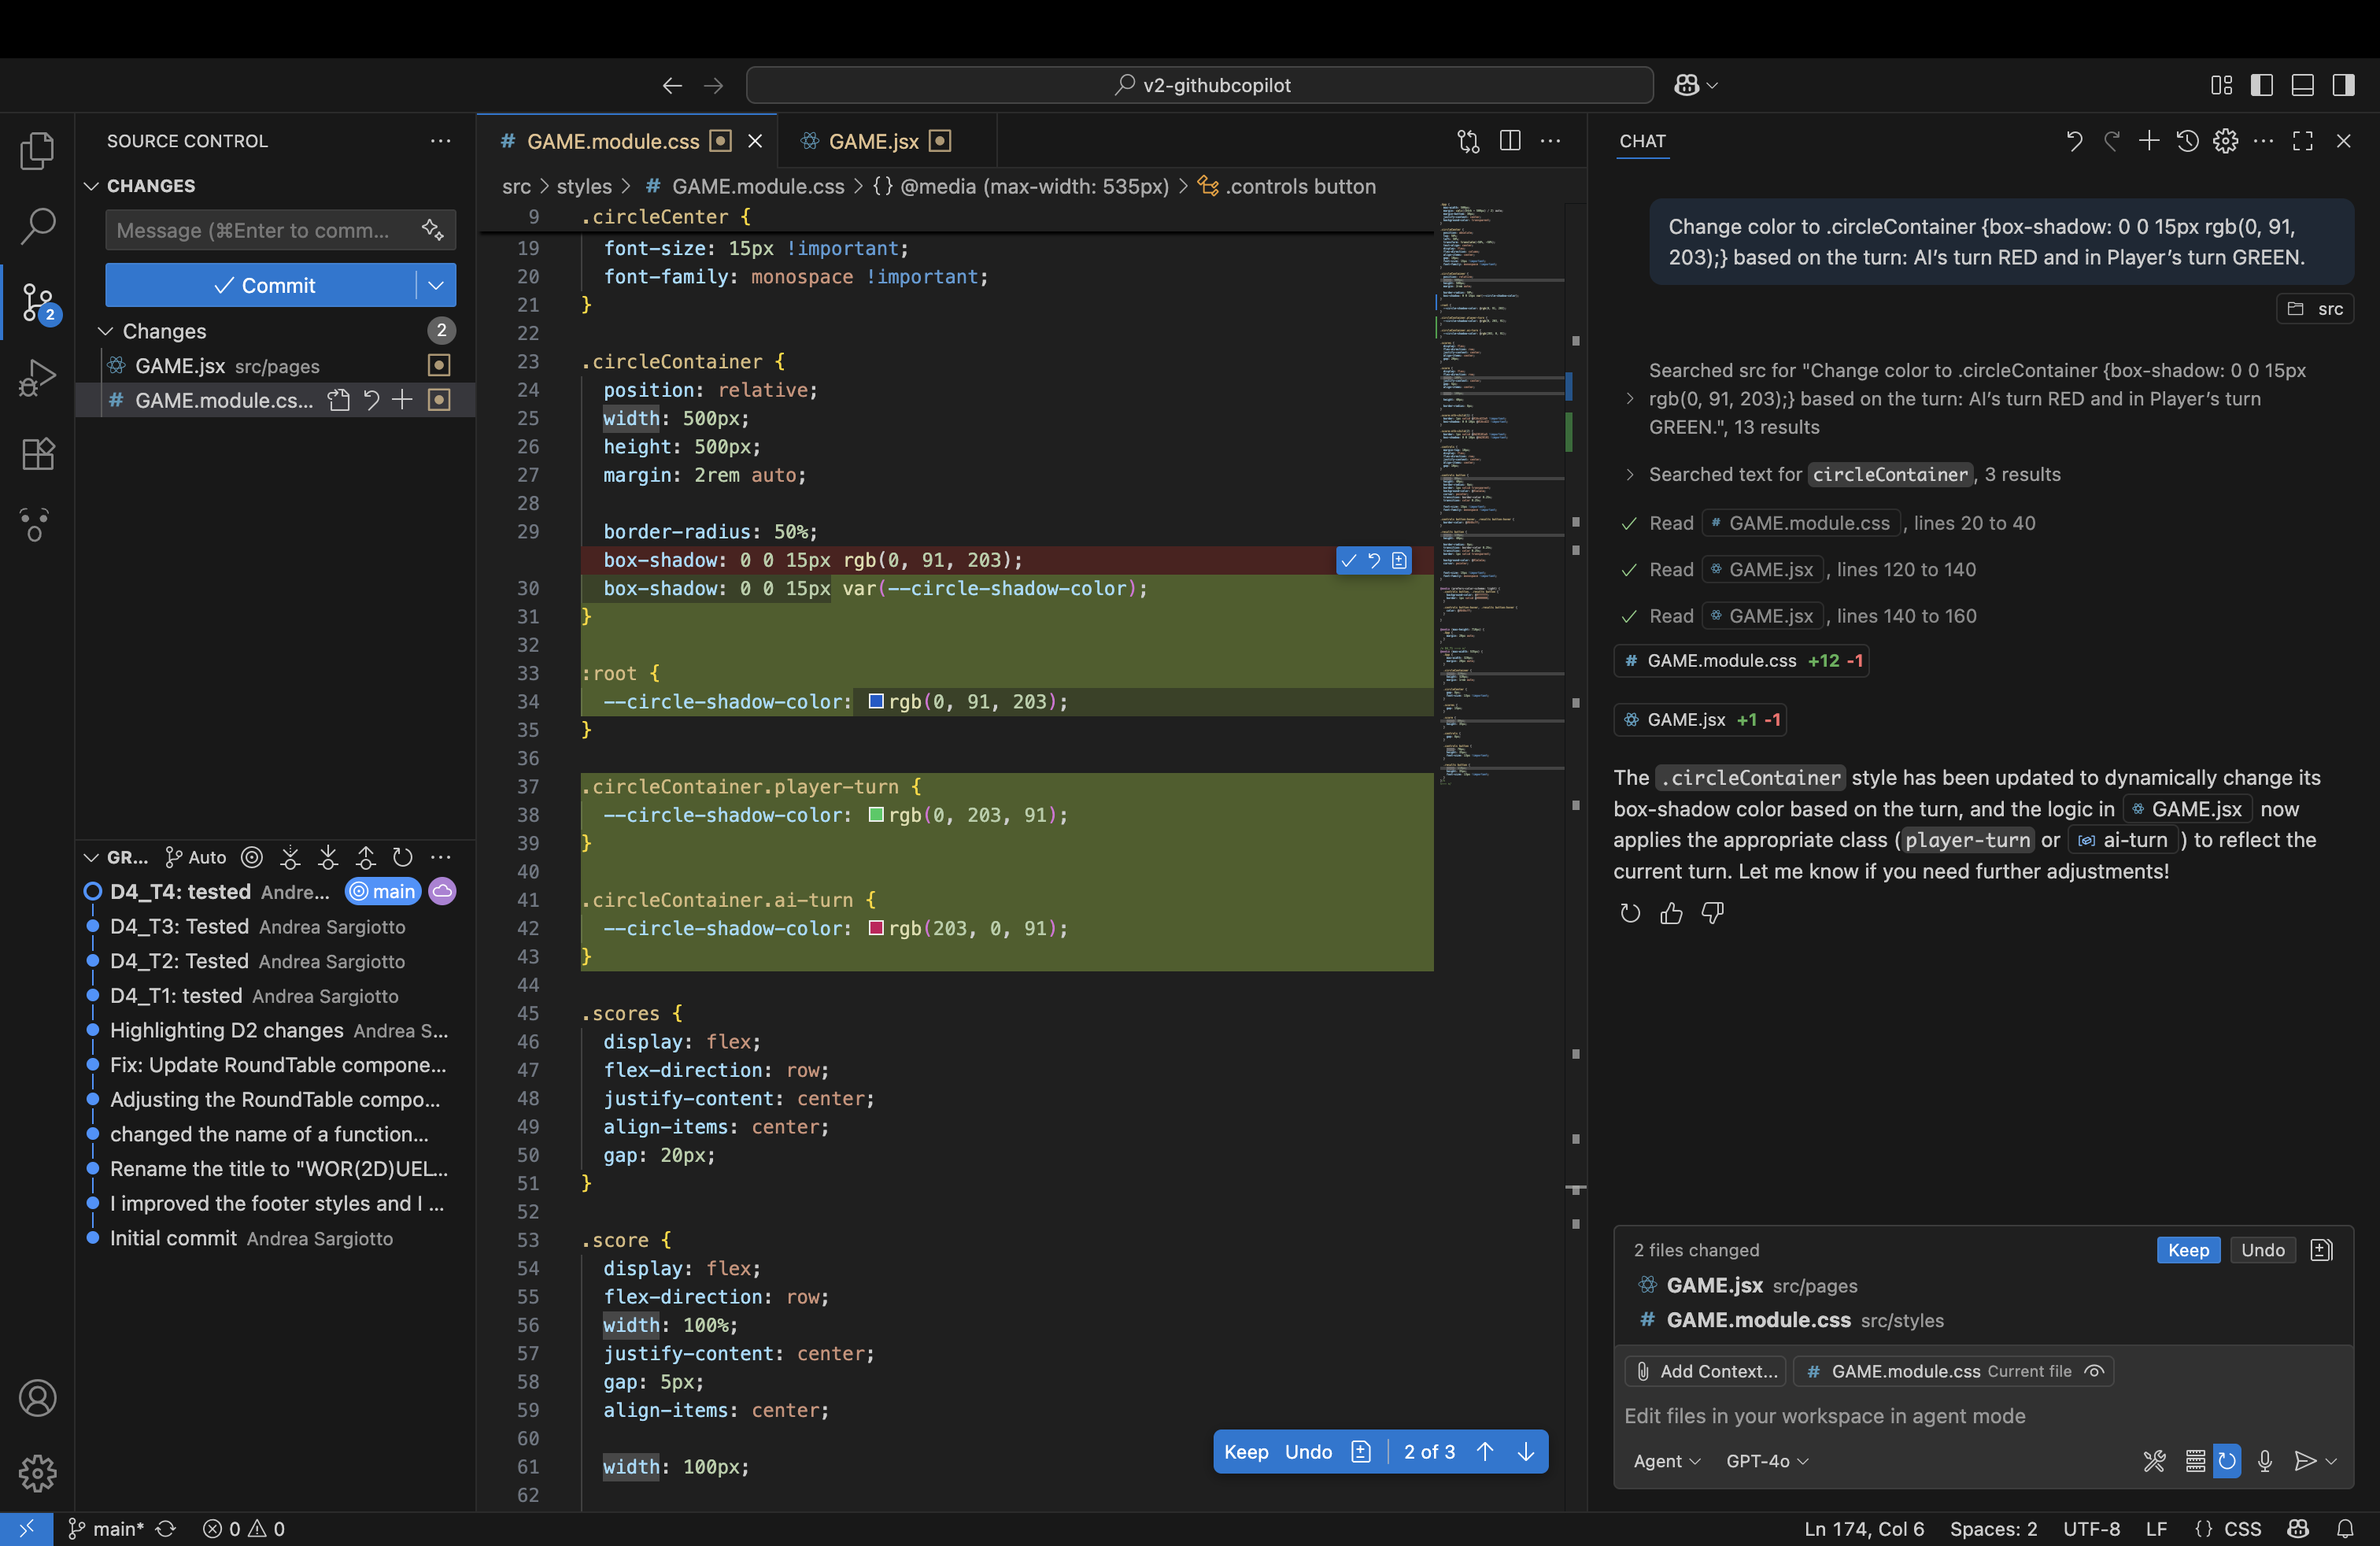 v2-githubcopilot
SOURCE CONTROL
CHANGES
Message (⌘Enter to comm...
Commit
Changes 2
GAME.jsx src/pages
GAME.module.cs...
2
GR... Auto
D4_T4: tested Andre... main
D4_T3: Tested Andrea Sargiotto
D4_T2: Tested Andrea Sargiotto
D4_T1: tested Andrea Sargiotto
Highlighting D2 changes Andrea S...
Fix: Update RoundTable compone...
Adjusting the RoundTable compo...
changed the name of a function...
Rename the title to "WOR(2D)UEL...
I improved the footer styles and I ...
Initial commit Andrea Sargiotto
# GAME.module.css GAME.jsx
src > styles > # GAME.module.css > {} @media (max-width: 535px) > .controls button
9 .circleCenter {
19 font-size: 15px !important;
20 font-family: monospace !important;
21 }
22
23 .circleContainer {
24 position: relative;
25 width: 500px;
26 height: 500px;
27 margin: 2rem auto;
28
29 border-radius: 50%;
box-shadow: 0 0 15px rgb(0, 91, 203);
30 box-shadow: 0 0 15px var(--circle-shadow-color);
31 }
32
33 :root {
34 --circle-shadow-color: rgb(0, 91, 203);
35 }
36
37 .circleContainer.player-turn {
38 --circle-shadow-color: rgb(0, 203, 91);
39 }
40
41 .circleContainer.ai-turn {
42 --circle-shadow-color: rgb(203, 0, 91);
43 }
44
45 .scores {
46 display: flex;
47 flex-direction: row;
48 justify-content: center;
49 align-items: center;
50 gap: 20px;
51 }
52
53 .score {
54 display: flex;
55 flex-direction: row;
56 width: 100%;
57 justify-content: center;
58 gap: 5px;
59 align-items: center;
60
61 width: 100px;
62
Keep Undo 2 of 3
CHAT
Change color to .circleContainer {box-shadow: 0 0 15px rgb(0, 91,
203);} based on the turn: AI’s turn RED and in Player’s turn GREEN.
src
Searched src for "Change color to .circleContainer {box-shadow: 0 0 15px
rgb(0, 91, 203);} based on the turn: AI’s turn RED and in Player’s turn
GREEN.", 13 results
Searched text for circleContainer, 3 results
Read # GAME.module.css, lines 20 to 40
Read GAME.jsx, lines 120 to 140
Read GAME.jsx, lines 140 to 160
# GAME.module.css +12 -1
GAME.jsx +1 -1
The .circleContainer style has been updated to dynamically change its
box-shadow color based on the turn, and the logic in GAME.jsx now
applies the appropriate class (player-turn or ai-turn) to reflect the
current turn. Let me know if you need further adjustments!
2 files changed Keep Undo
GAME.jsx src/pages
# GAME.module.css src/styles
Add Context... # GAME.module.css Current file
Edit files in your workspace in agent mode
Agent GPT-4o
main* 0 0
Ln 174, Col 6 Spaces: 2 UTF-8 LF {} CSS